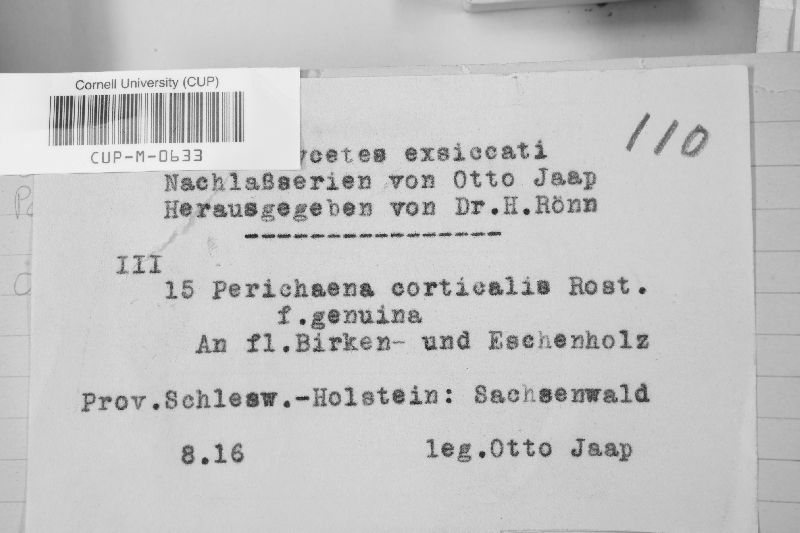 Cornell University (CUP)
CUP-M-0633
110
exsiccati
Nachlaßserien von Otto Jaap
Herausgegeben von Dr.H.Rönn
----------------
III
15 Perichaena corticalis Rost.
f.genuina
An fl.Birken- und Eschenholz
Prov.Schlesw.-Holstein: Sachsenwald
8.16 leg.Otto Jaap